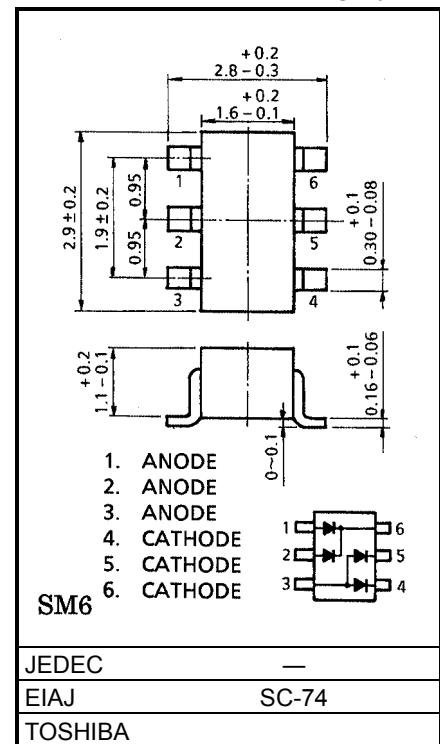 + 0.2
2.8 – 0.3
+ 0.2
1.6 – 0.1
2.9 ± 0.2
1.9 ± 0.2
0.95
0.95
1
2
3
6
5
4
+ 0.1
0.30 – 0.08
+ 0.2
1.1 – 0.1
+ 0.1
0.16 – 0.06
0~0.1
1. ANODE
2. ANODE
3. ANODE
4. CATHODE
5. CATHODE
6. CATHODE
1 6
2 5
3 4
SM6
JEDEC —
EIAJ SC-74
TOSHIBA